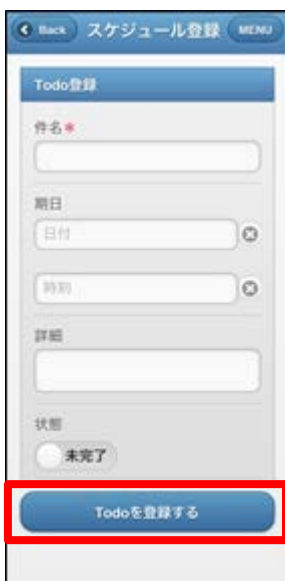 Back スケジュール登録 MENU
Todo登録
件名*
期日
日付
時刻
詳細
状態
未完了
Todoを登録する